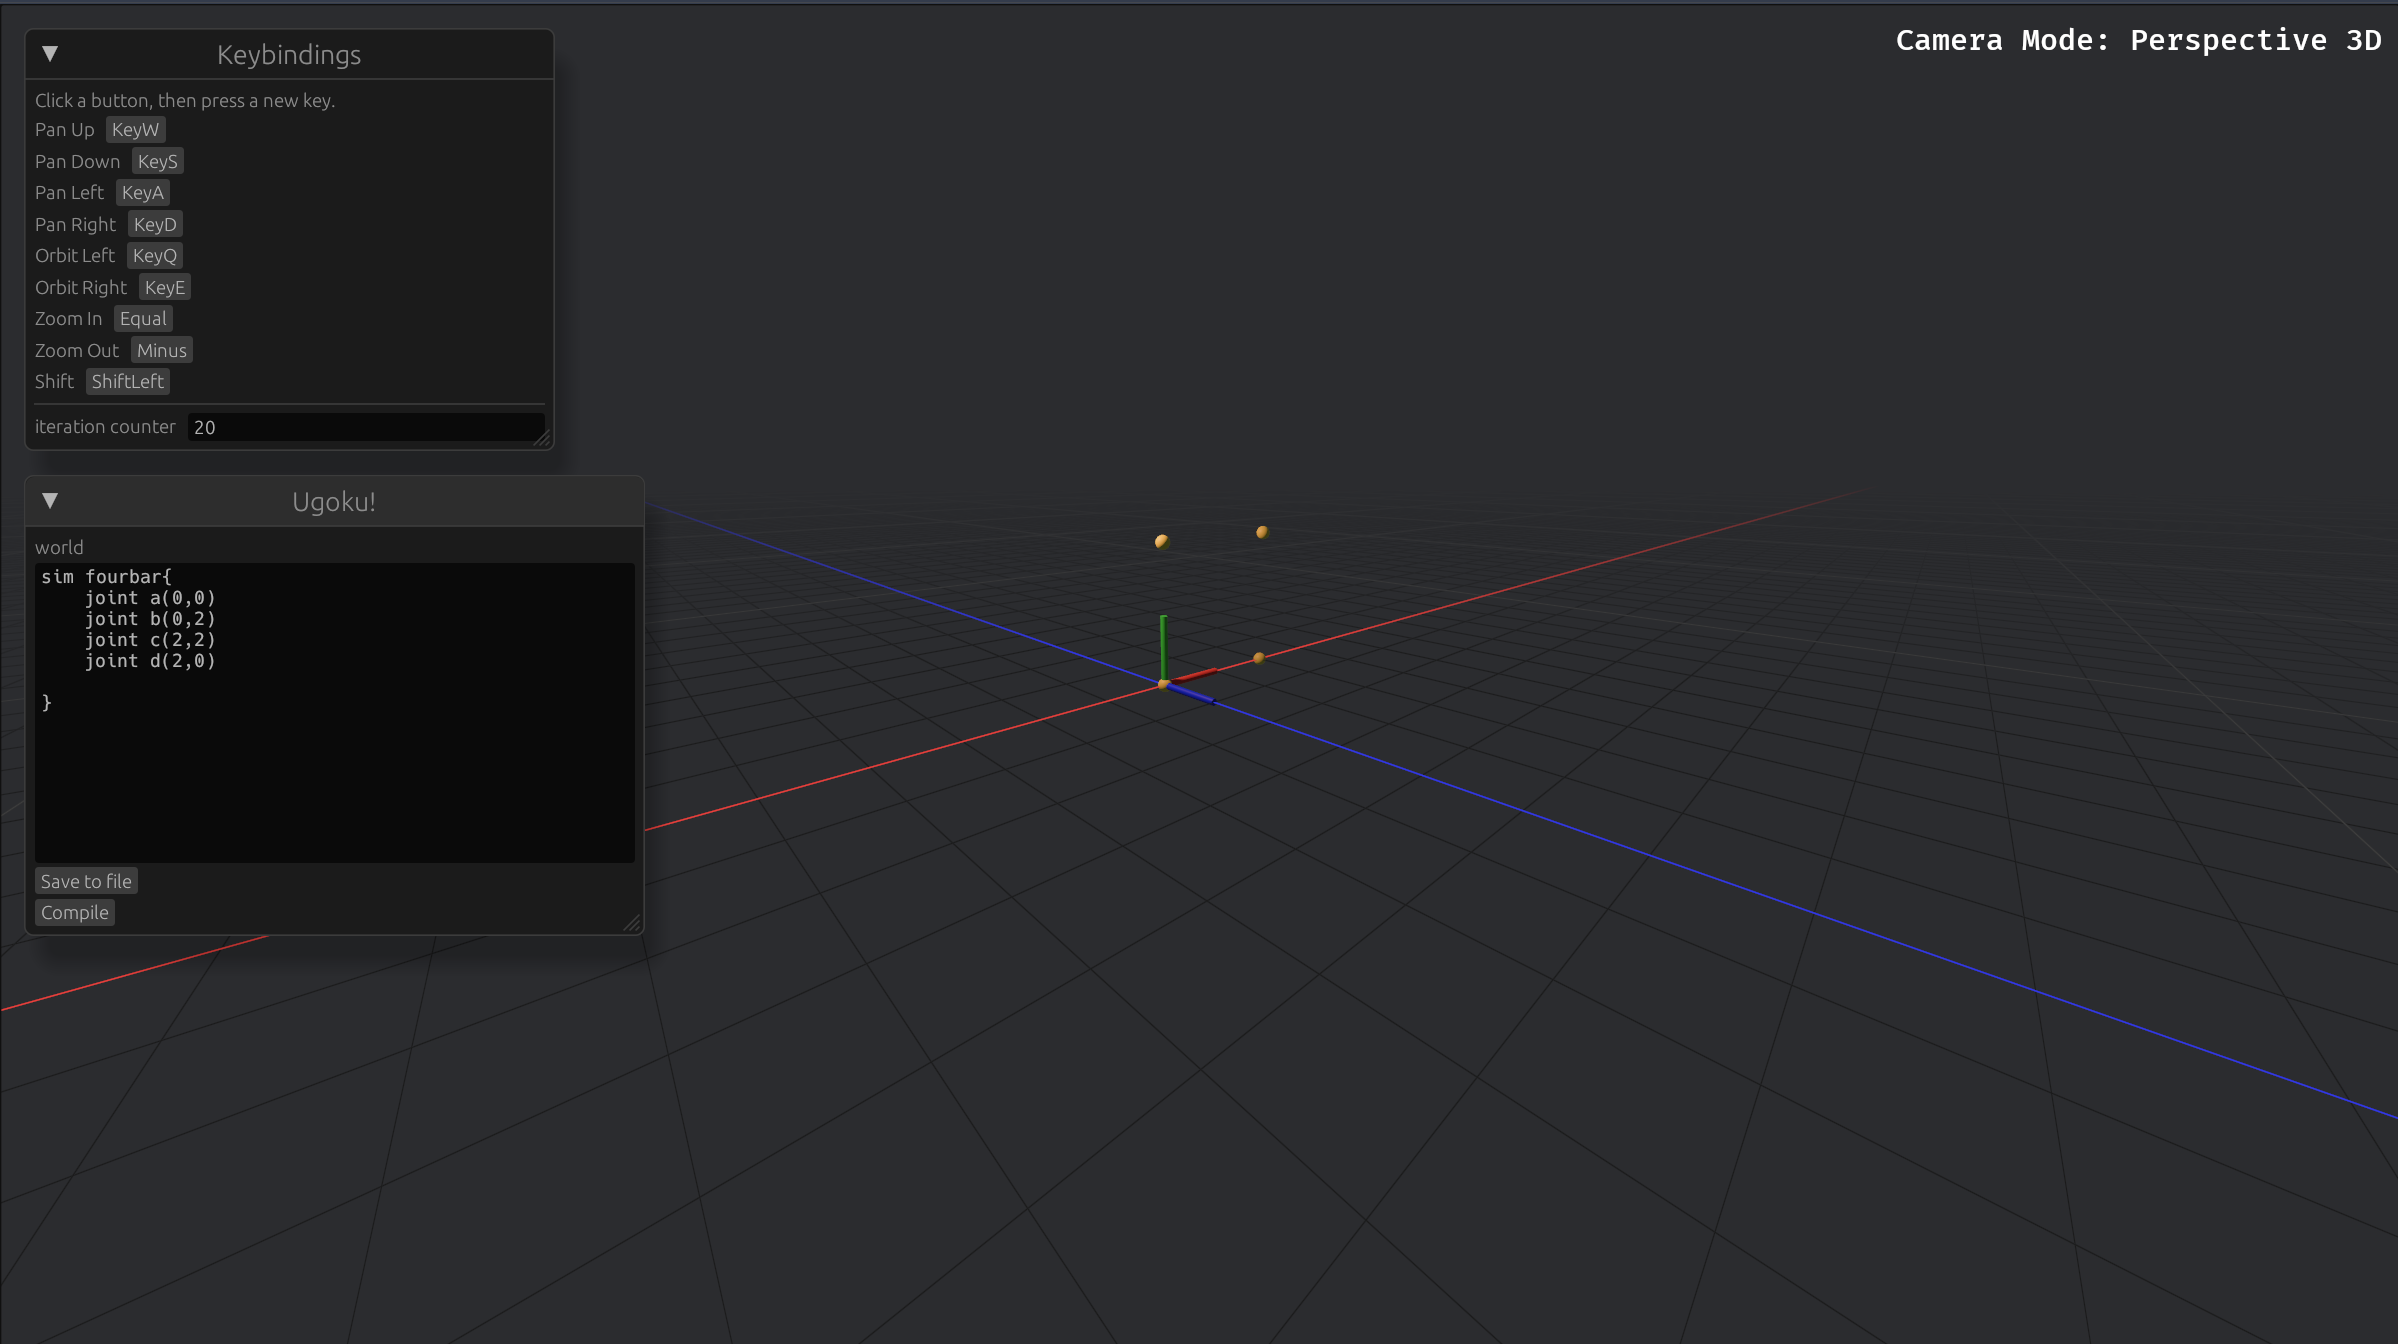 Camera Mode: Perspective 3D
Keybindings
Click a button, then press a new key.
Pan Up KeyW
Pan Down KeyS
Pan Left KeyA
Pan Right KeyD
Orbit Left KeyQ
Orbit Right KeyE
Zoom In Equal
Zoom Out Minus
Shift ShiftLeft
iteration counter 20
Ugoku!
world
sim fourbar{
    joint a(0,0)
    joint b(0,2)
    joint c(2,2)
    joint d(2,0)
}
Save to file
Compile